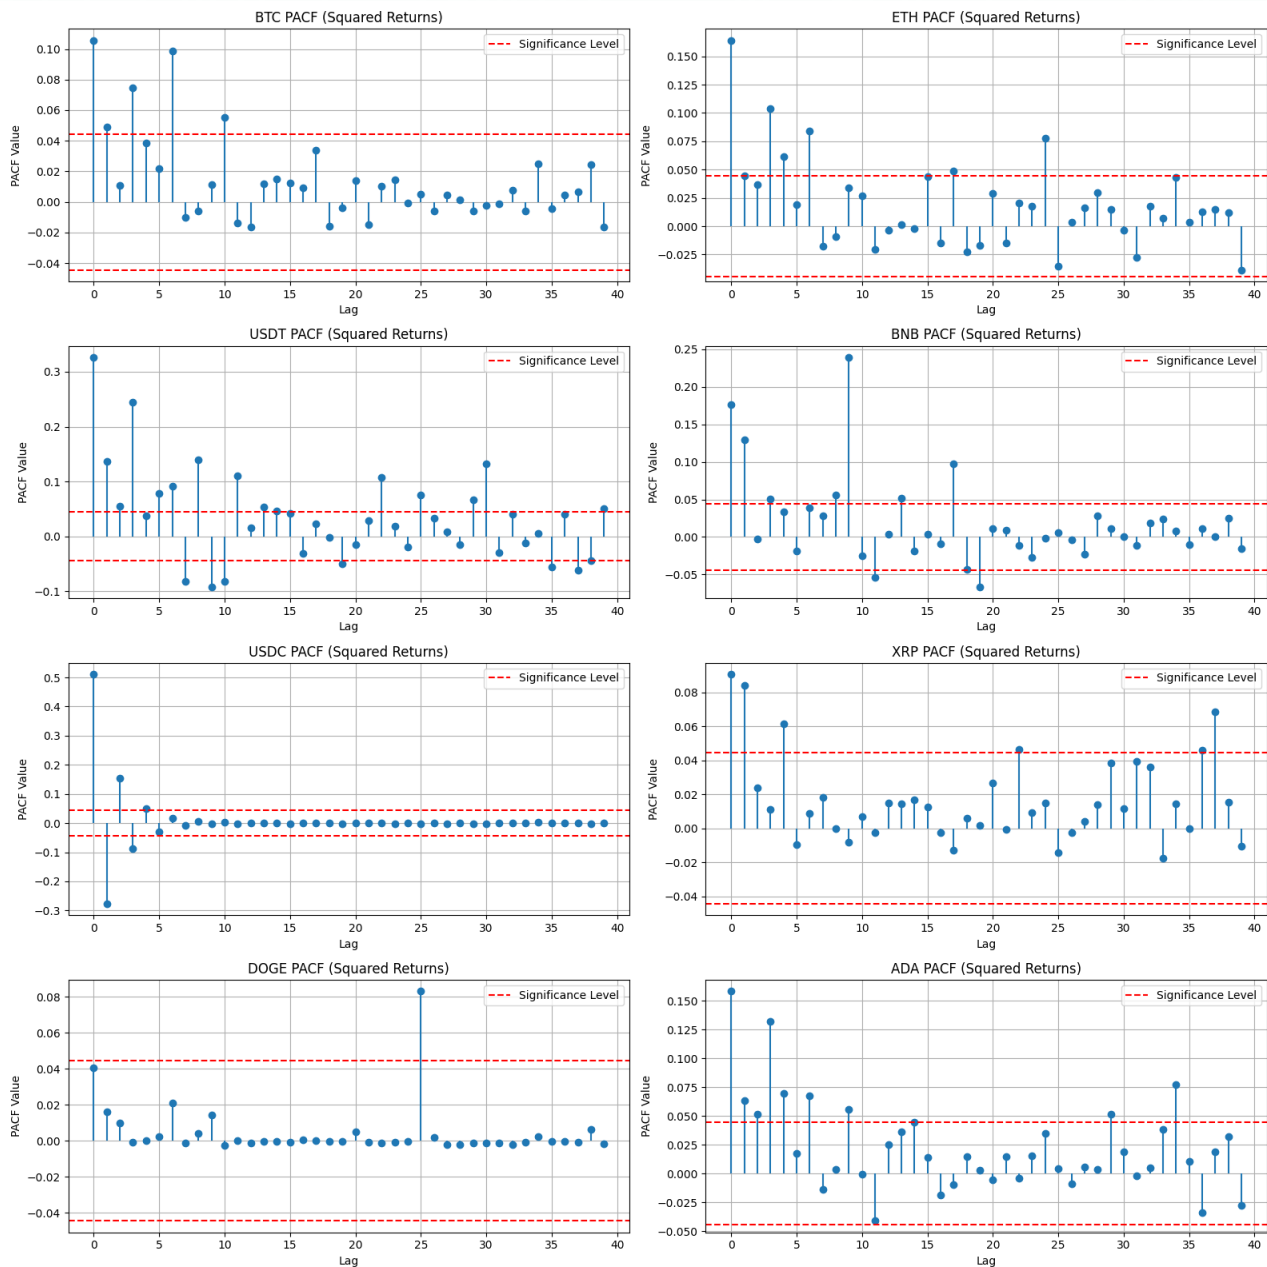 BTC PACF (Squared Returns)
Significance Level
PACF Value
0.10
0.08
0.06
0.04
0.02
0.00
−0.02
−0.04
0 5 10 15 20 25 30 35 40
Lag
ETH PACF (Squared Returns)
Significance Level
PACF Value
0.150
0.125
0.100
0.075
0.050
0.025
0.000
−0.025
0 5 10 15 20 25 30 35 40
Lag
USDT PACF (Squared Returns)
Significance Level
PACF Value
0.3
0.2
0.1
0.0
−0.1
0 5 10 15 20 25 30 35 40
Lag
BNB PACF (Squared Returns)
Significance Level
PACF Value
0.25
0.20
0.15
0.10
0.05
0.00
−0.05
0 5 10 15 20 25 30 35 40
Lag
USDC PACF (Squared Returns)
Significance Level
PACF Value
0.5
0.4
0.3
0.2
0.1
0.0
−0.1
−0.2
−0.3
0 5 10 15 20 25 30 35 40
Lag
XRP PACF (Squared Returns)
Significance Level
PACF Value
0.08
0.06
0.04
0.02
0.00
−0.02
−0.04
0 5 10 15 20 25 30 35 40
Lag
DOGE PACF (Squared Returns)
Significance Level
PACF Value
0.08
0.06
0.04
0.02
0.00
−0.02
−0.04
0 5 10 15 20 25 30 35 40
Lag
ADA PACF (Squared Returns)
Significance Level
PACF Value
0.150
0.125
0.100
0.075
0.050
0.025
0.000
−0.025
−0.050
0 5 10 15 20 25 30 35 40
Lag